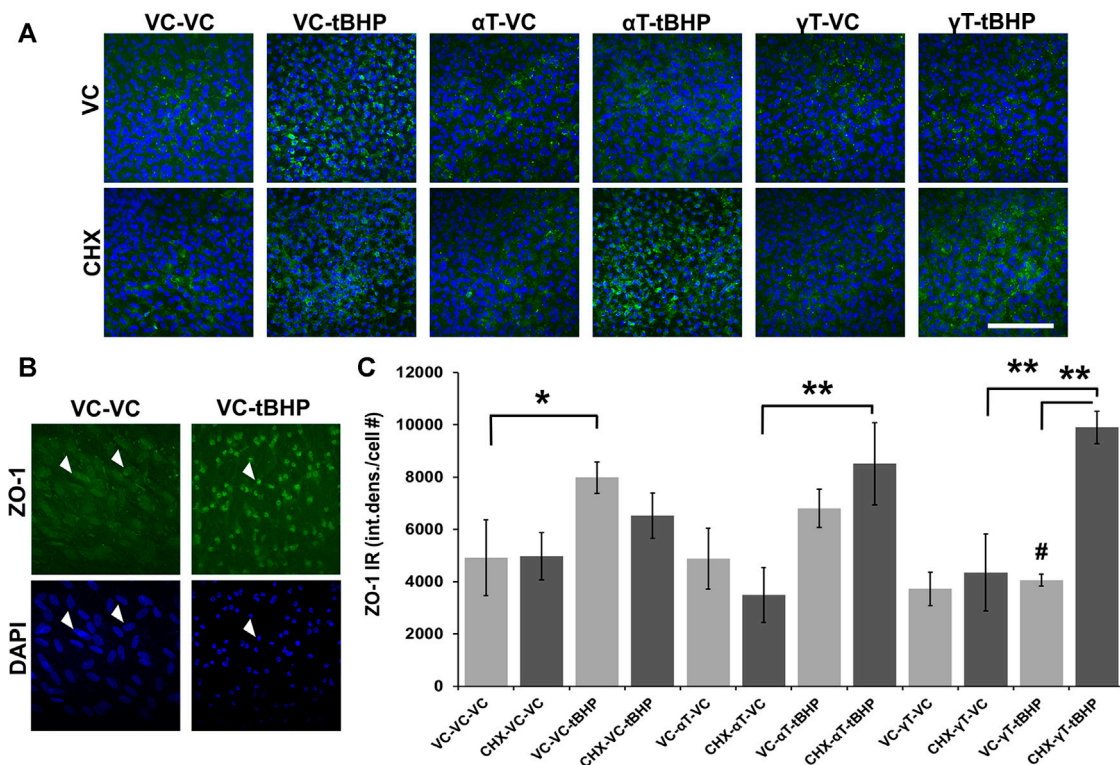 A
VC-VC VC-tBHP αT-VC αT-tBHP γT-VC γT-tBHP
VC
CHX
B
VC-VC VC-tBHP
ZO-1
DAPI
C
ZO-1 IR (int.dens./cell #)
12000
10000
8000
6000
4000
2000
0
*
**
**
**
#
VC-VC-VC
CHX-VC-VC
VC-VC-tBHP
CHX-VC-tBHP
VC-αT-VC
CHX-αT-VC
VC-αT-tBHP
CHX-αT-tBHP
VC-γT-VC
CHX-γT-VC
VC-γT-tBHP
CHX-γT-tBHP